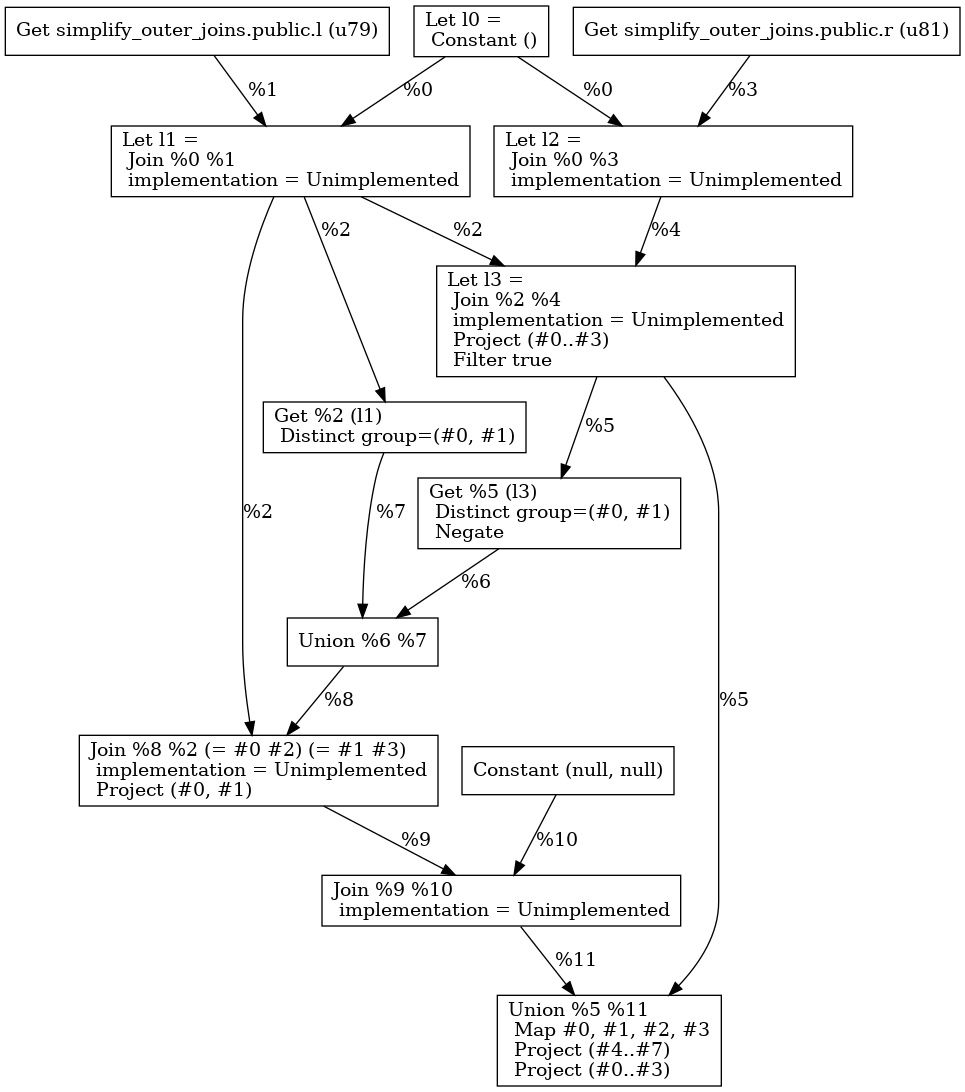 Get simplify_outer_joins.public.l (u79)
Let l0 =
Constant ()
Get simplify_outer_joins.public.r (u81)
%1
%0
%0
%3
Let l1 =
Join %0 %1
implementation = Unimplemented
Let l2 =
Join %0 %3
implementation = Unimplemented
%2
%2
%4
Let l3 =
Join %2 %4
implementation = Unimplemented
Project (#0..#3)
Filter true
Get %2 (l1)
Distinct group=(#0, #1)
%5
Get %5 (l3)
Distinct group=(#0, #1)
Negate
%2
%7
%6
Union %6 %7
%8
%5
Join %8 %2 (= #0 #2) (= #1 #3)
implementation = Unimplemented
Project (#0, #1)
Constant (null, null)
%9
%10
Join %9 %10
implementation = Unimplemented
%11
Union %5 %11
Map #0, #1, #2, #3
Project (#4..#7)
Project (#0..#3)